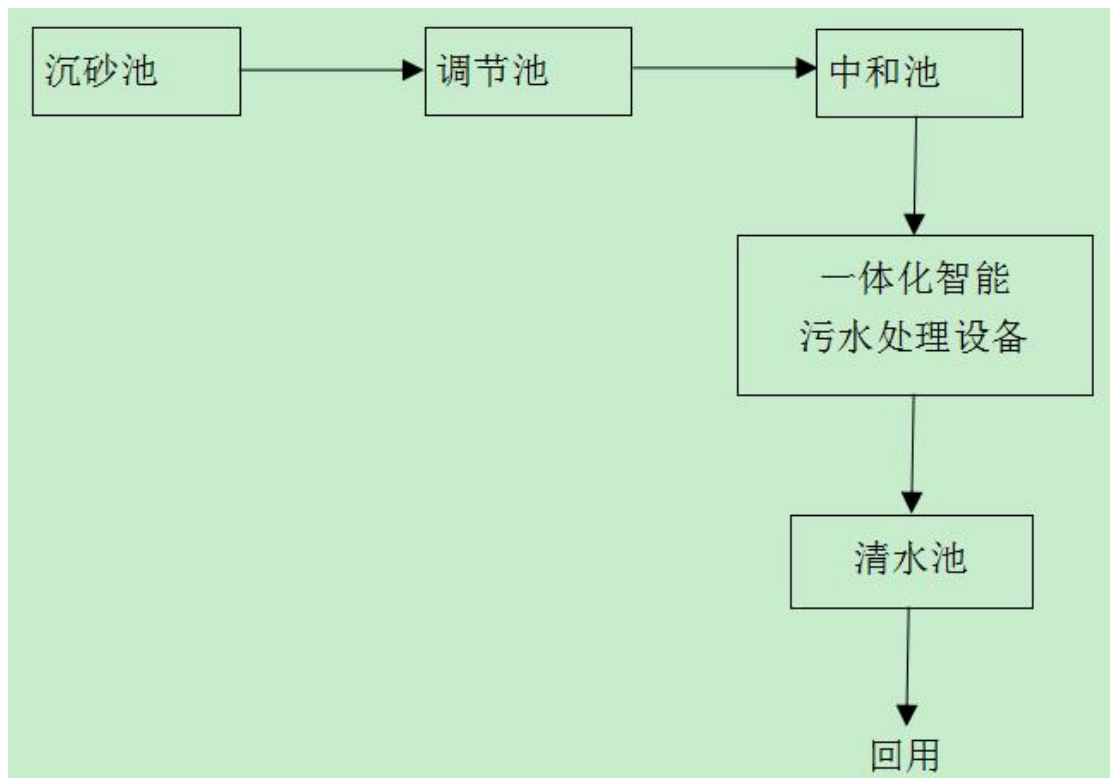 沉砂池
调节池
中和池
一体化智能
污水处理设备
清水池
回用